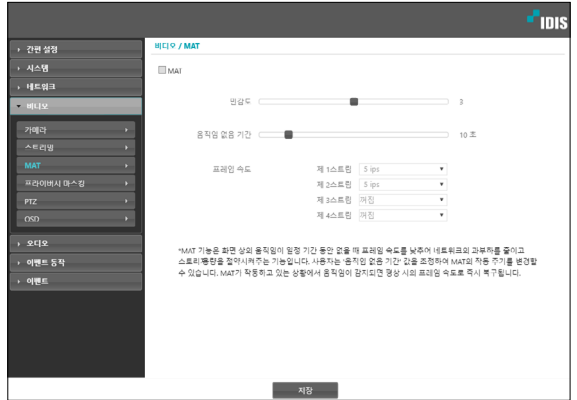 IDIS
비디오 / MAT
간편 설정
시스템
네트워크
비디오
카메라
스트리밍
MAT
프라이버시 마스킹
PTZ
OSD
오디오
이벤트 동작
이벤트
MAT
민감도 3
움직임 없음 기간 10 초
프레임 속도 제 1스트림 5 ips
제 2스트림 5 ips
제 3스트림 꺼짐
제 4스트림 꺼짐
*MAT 기능은 화면 상의 움직임이 일정 기간 동안 없을 때 프레임 속도를 낮추어 네트워크의 과부하를 줄이고
스토리지 용량을 절약시켜주는 기능입니다. 사용자는 '움직임 없음 기간' 값을 조정하여 MAT의 작동 주기를 변경할
수 있습니다. MAT가 작동하고 있는 상황에서 움직임이 감지되면 평상 시의 프레임 속도로 즉시 복구됩니다.
저장